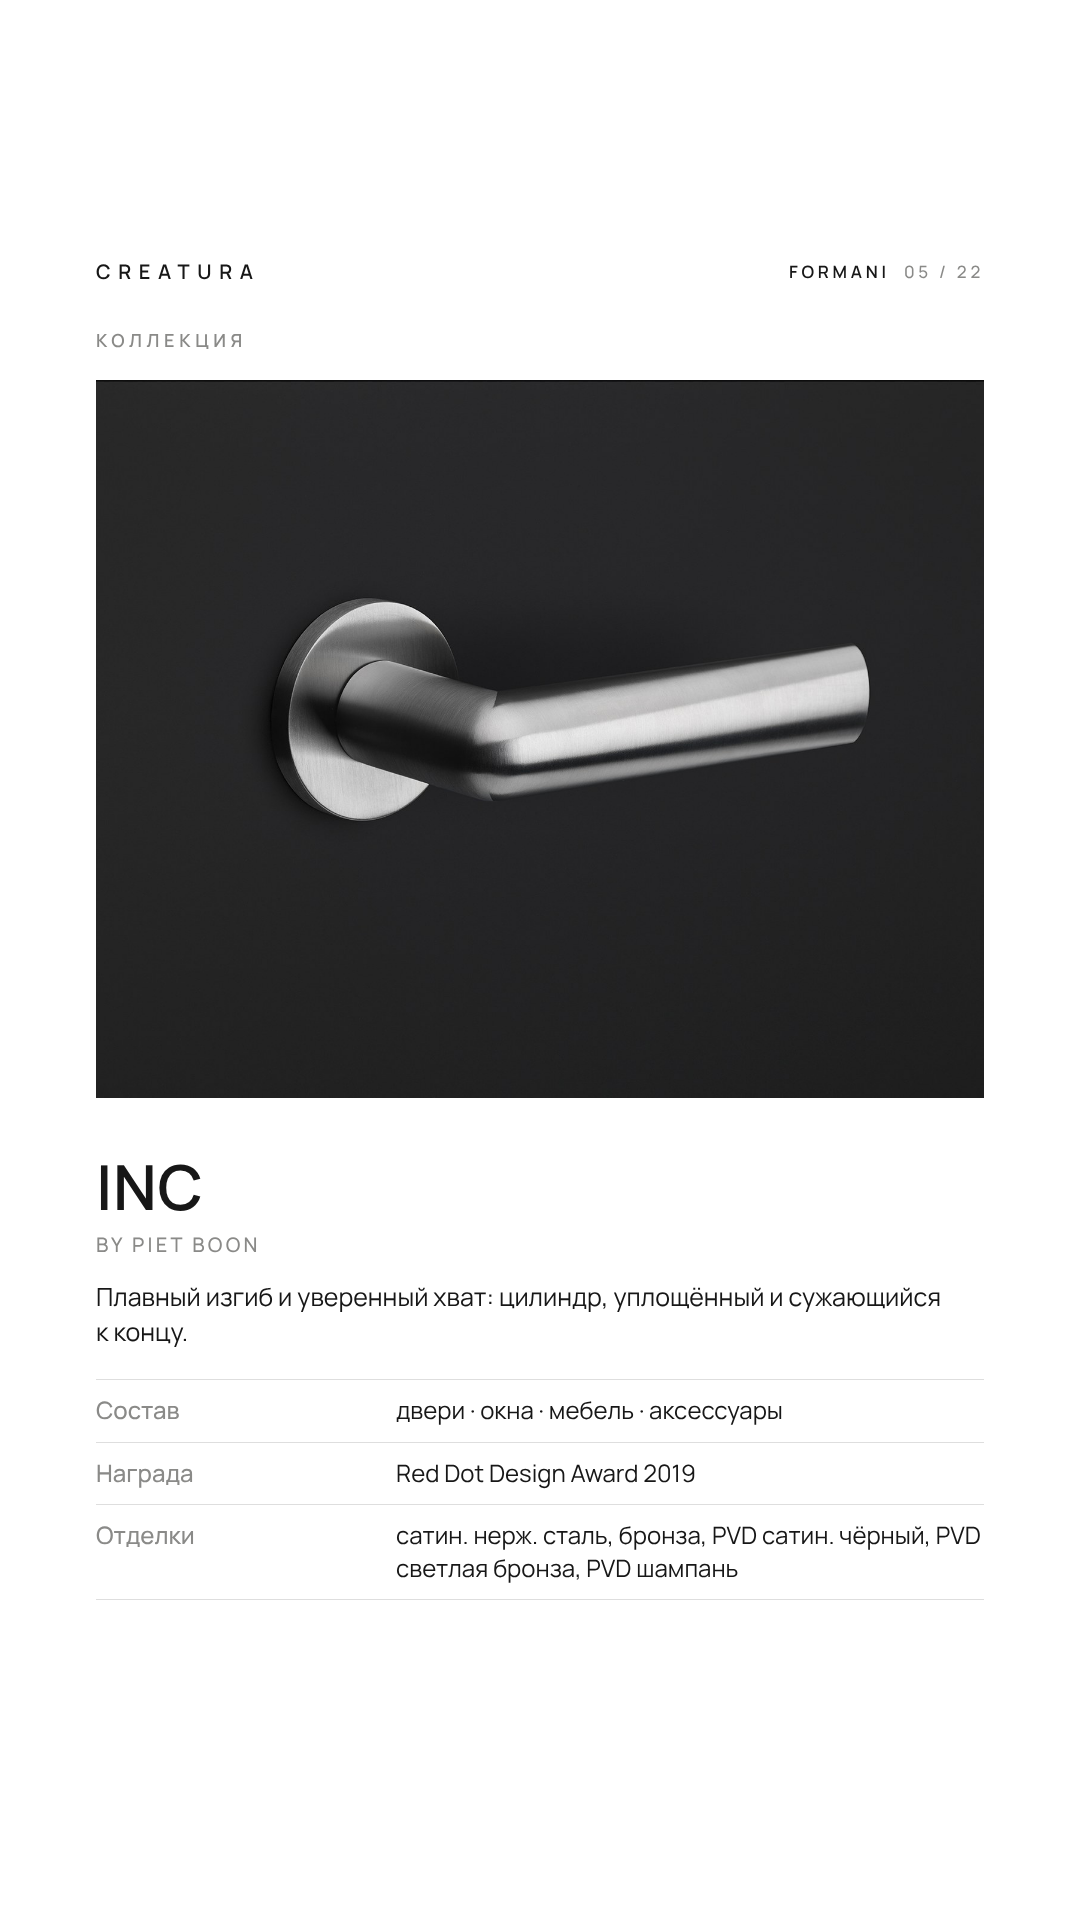 CREATURA
FORMANI 05 / 22
КОЛЛЕКЦИЯ
INC
BY PIET BOON
Плавный изгиб и уверенный хват: цилиндр, уплощённый и сужающийся
к концу.
Состав
двери · окна · мебель · аксессуары
Награда
Red Dot Design Award 2019
Отделки
сатин. нерж. сталь, бронза, PVD сатин. чёрный, PVD
светлая бронза, PVD шампань